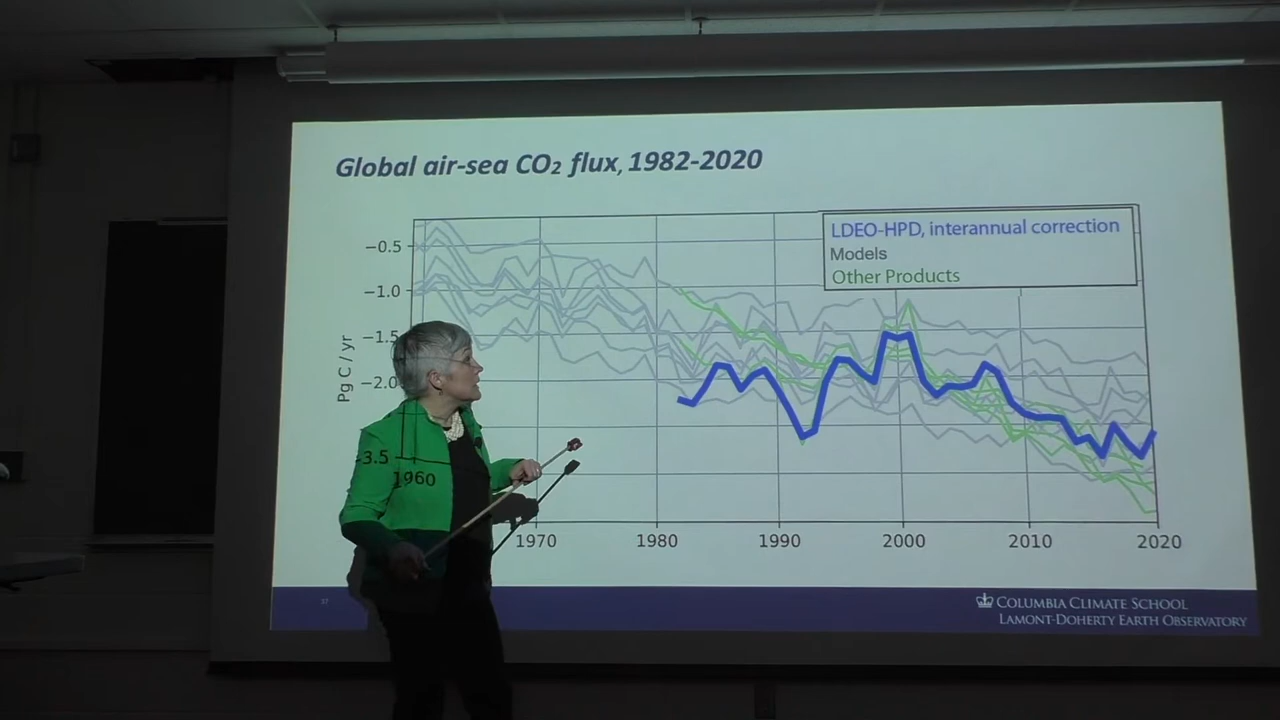 Global air-sea CO₂ flux, 1982-2020
LDEO-HPD, interannual correction
Models
Other Products
−0.5
−1.0
−1.5
−2.0
-3.5
Pg C / yr
1960
1970
1980
1990
2000
2010
2020
17
COLUMBIA CLIMATE SCHOOL
LAMONT-DOHERTY EARTH OBSERVATORY